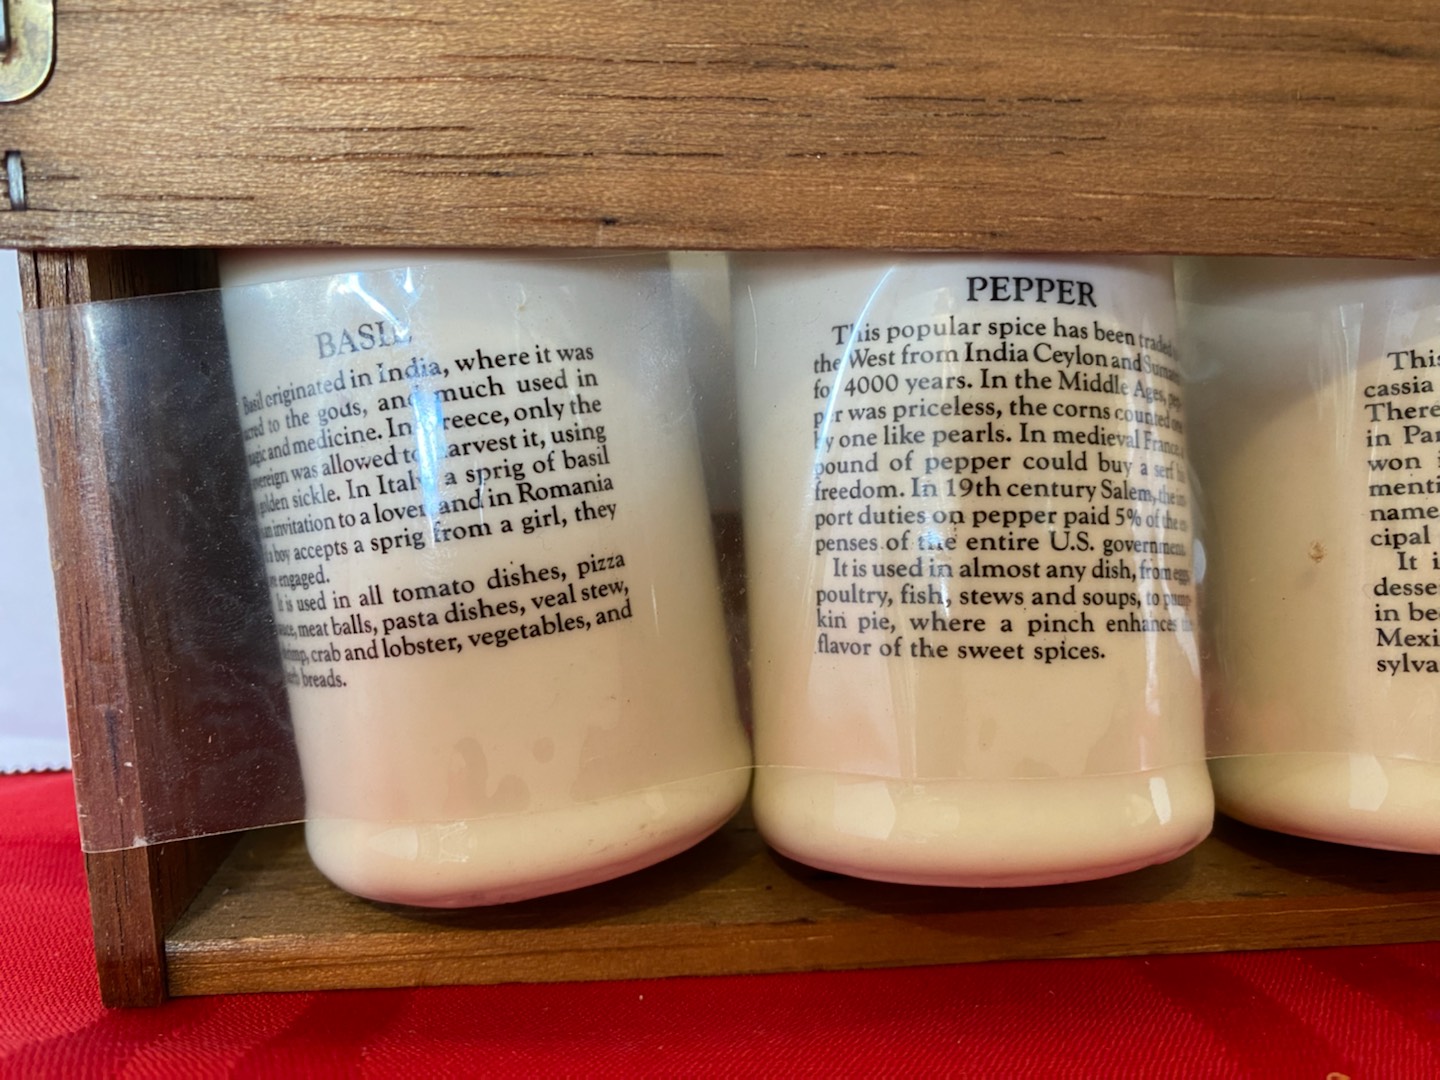 BASIL
Basil originated in India, where it was
to the gods, and much used in
and medicine. In Greece, only the
was allowed to harvest it, using
sickle. In Italy a sprig of basil
invitation to a lover and in Romania
a boy accepts a sprig from a girl, they
engaged.
It is used in all tomato dishes, pizza
meat balls, pasta dishes, veal stew,
crab and lobster, vegetables, and
breads.
PEPPER
This popular spice has been traded
the West from India Ceylon and
for 4000 years. In the Middle Ages,
per was priceless, the corns counted one
by one like pearls. In medieval France,
pound of pepper could buy a serf his
freedom. In 19th century Salem, the
port duties on pepper paid 5% of the
penses of the entire U.S. government.
It is used in almost any dish, from eggs
poultry, fish, stews and soups, to
kin pie, where a pinch enhances
flavor of the sweet spices.
This
cassia
There
in Par
won
menti
name
cipal
It i
desse
in be
Mexi
sylva